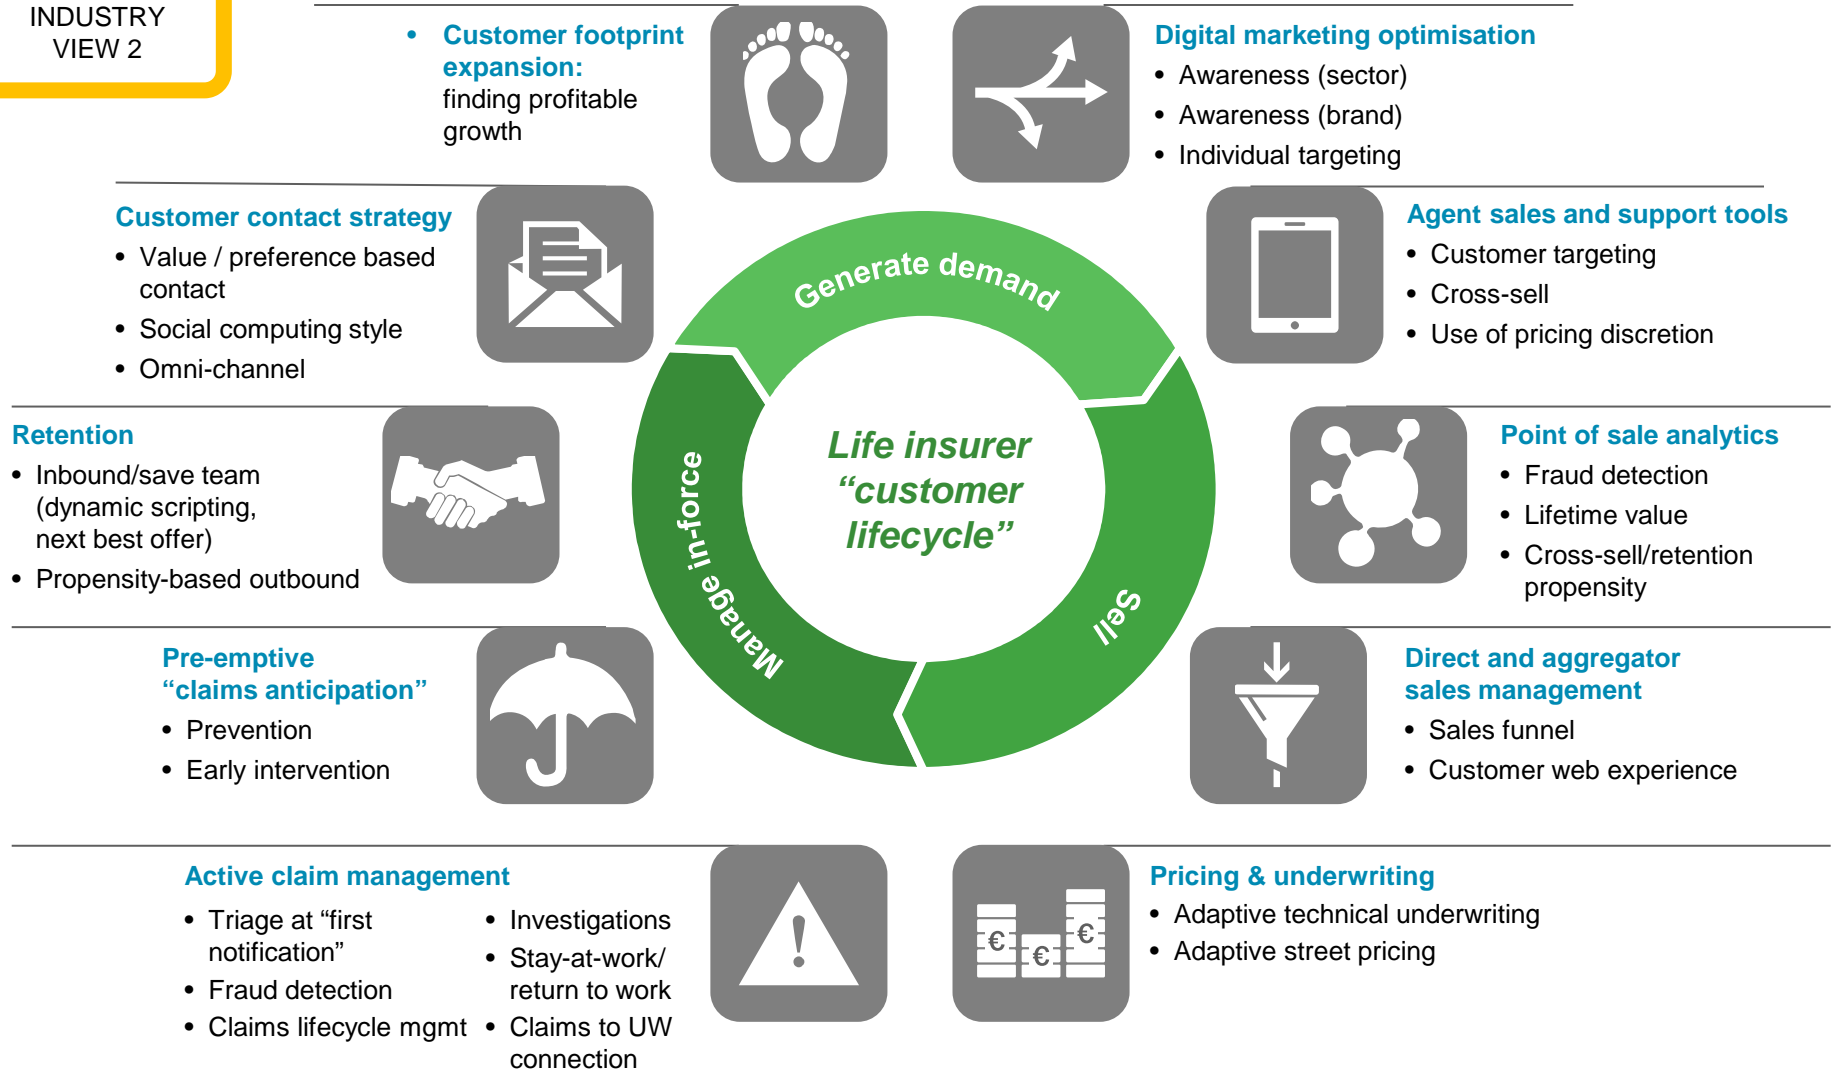 INDUSTRY
VIEW 2
• Customer footprint
expansion:
finding profitable
growth
Digital marketing optimisation
• Awareness (sector)
• Awareness (brand)
• Individual targeting
Customer contact strategy
• Value / preference based
contact
• Social computing style
• Omni-channel
Agent sales and support tools
• Customer targeting
• Cross-sell
• Use of pricing discretion
Generate demand
Sell
Manage in-force
Life insurer
“customer
lifecycle”
Retention
• Inbound/save team
(dynamic scripting,
next best offer)
• Propensity-based outbound
Point of sale analytics
• Fraud detection
• Lifetime value
• Cross-sell/retention
propensity
Pre-emptive
“claims anticipation”
• Prevention
• Early intervention
Direct and aggregator
sales management
• Sales funnel
• Customer web experience
Active claim management
• Triage at “first
notification”
• Fraud detection
• Claims lifecycle mgmt
• Investigations
• Stay-at-work/
return to work
• Claims to UW
connection
!
€
€
€
Pricing & underwriting
• Adaptive technical underwriting
• Adaptive street pricing